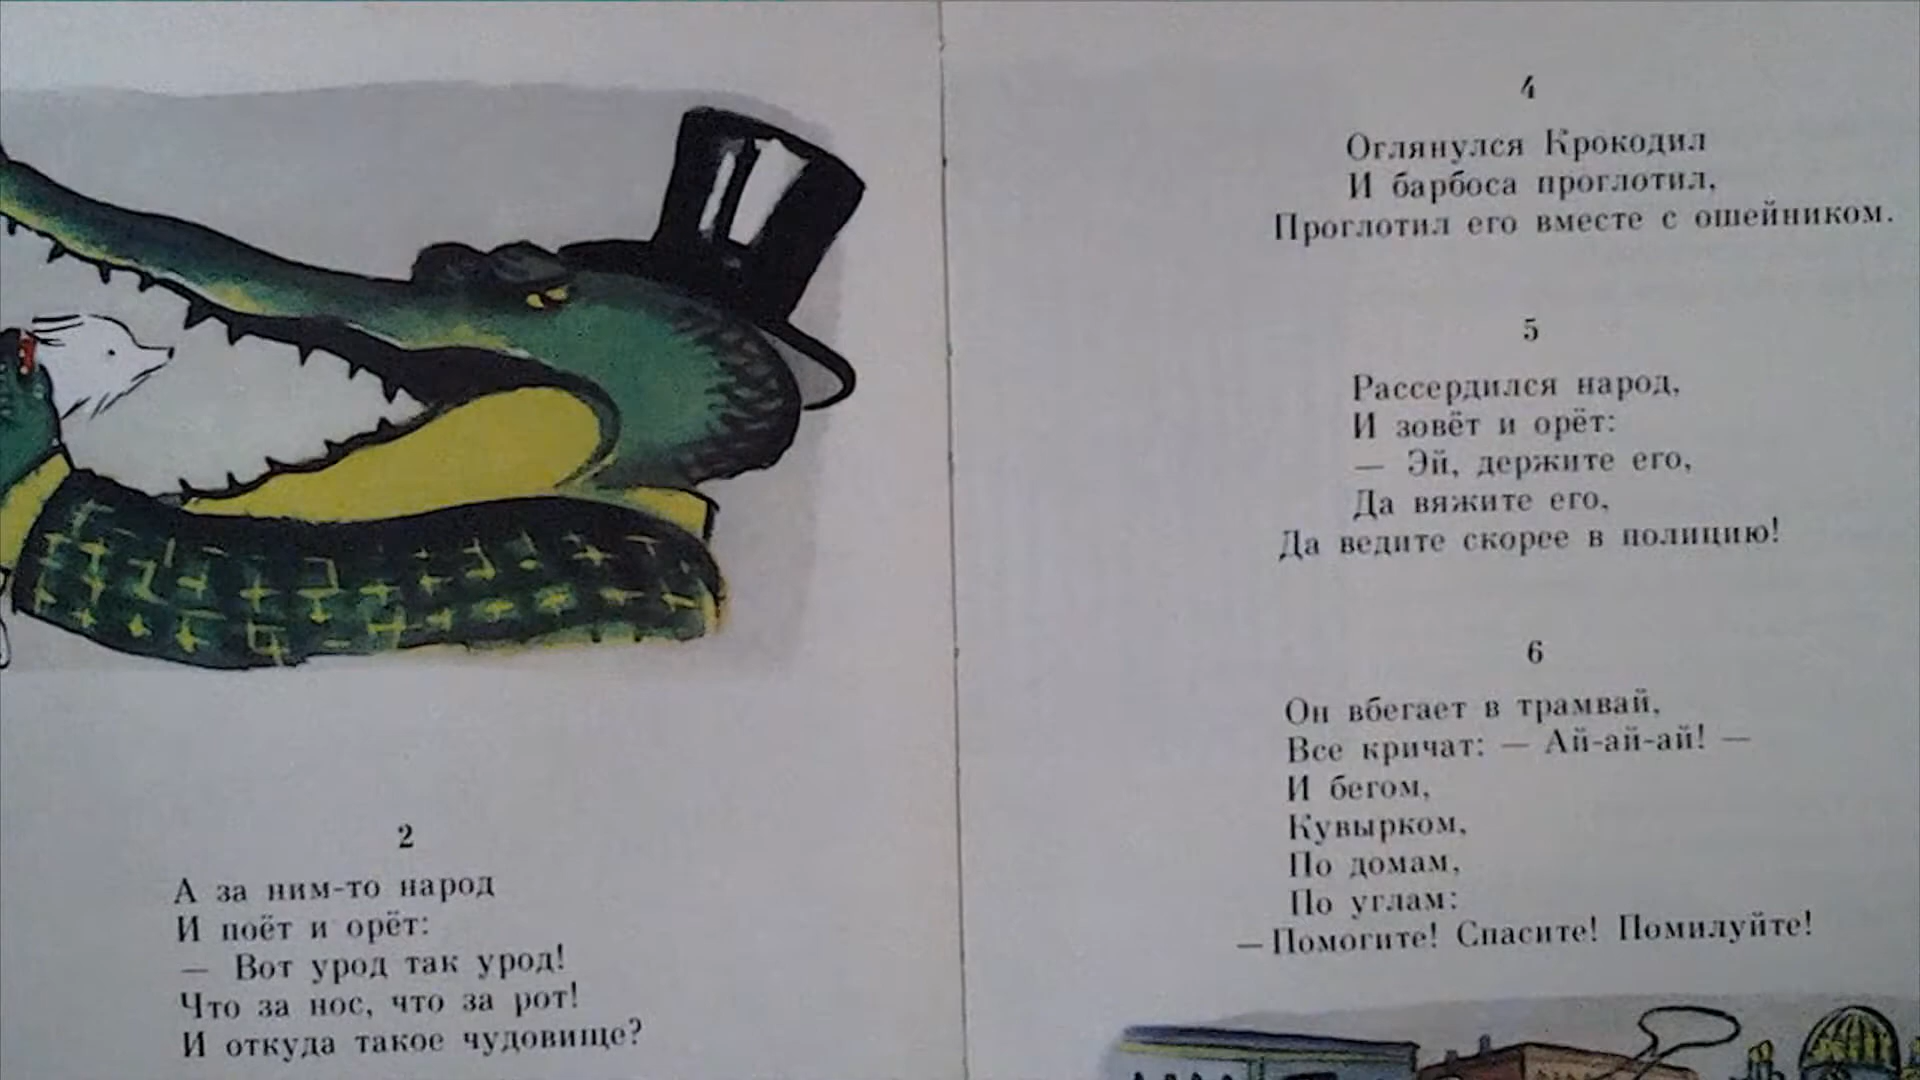 2
А за ним-то народ
И поёт и орёт:
— Вот урод так урод!
Что за нос, что за рот!
И откуда такое чудовище?
4
Оглянулся Крокодил
И барбоса проглотил,
Проглотил его вместе с ошейником.
5
Рассердился народ,
И зовёт и орёт:
— Эй, держите его,
Да вяжите его,
Да ведите скорее в полицию!
6
Он вбегает в трамвай,
Все кричат: — Ай-ай-ай! —
И бегом,
Кувырком,
По домам,
По углам:
— Помогите! Спасите! Помилуйте!